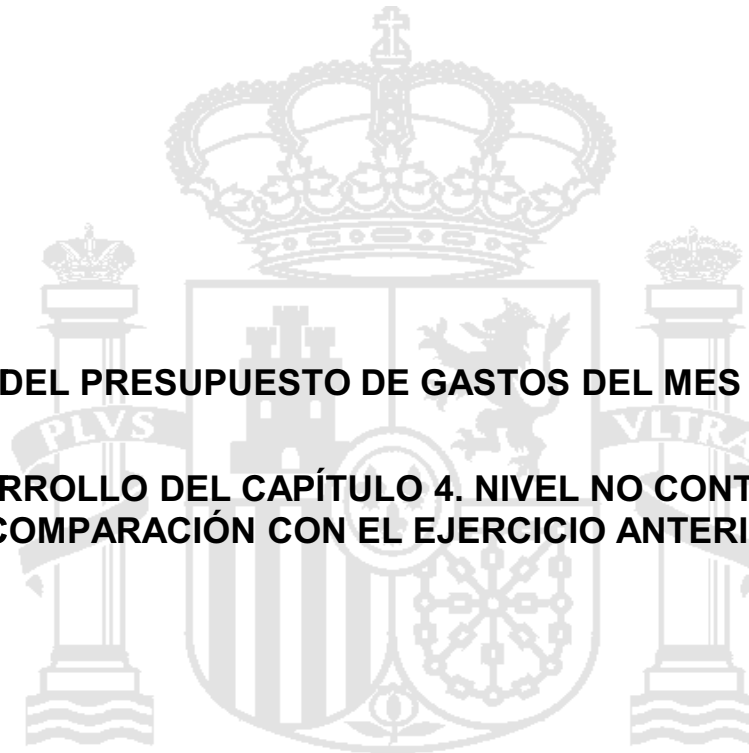 DEL PRESUPUESTO DE GASTOS DEL MES
RROLLO DEL CAPÍTULO 4. NIVEL NO CONT
COMPARACIÓN CON EL EJERCICIO ANTERI
PLVS
VLTRA